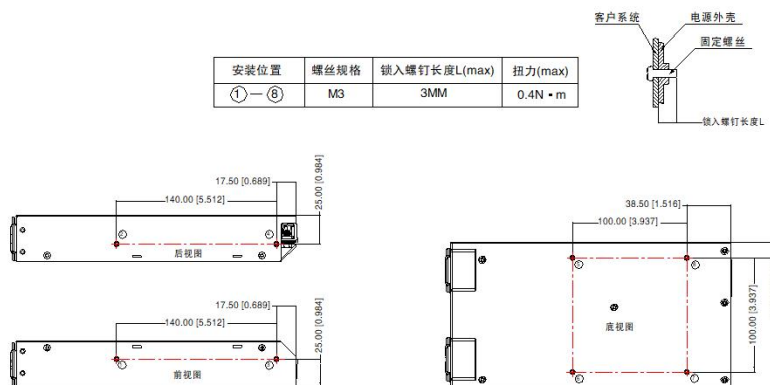 客户系统
电源外壳
固定螺丝
锁入螺钉长度L
安装位置 螺丝规格 锁入螺钉长度L(max) 扭力(max)
①—⑧ M3 3MM 0.4N•m
17.50 [0.689]
140.00 [5.512]
25.00 [0.984]
后视图
17.50 [0.689]
140.00 [5.512]
25.00 [0.984]
前视图
38.50 [1.516]
100.00 [3.937]
100.00 [3.937]
底视图